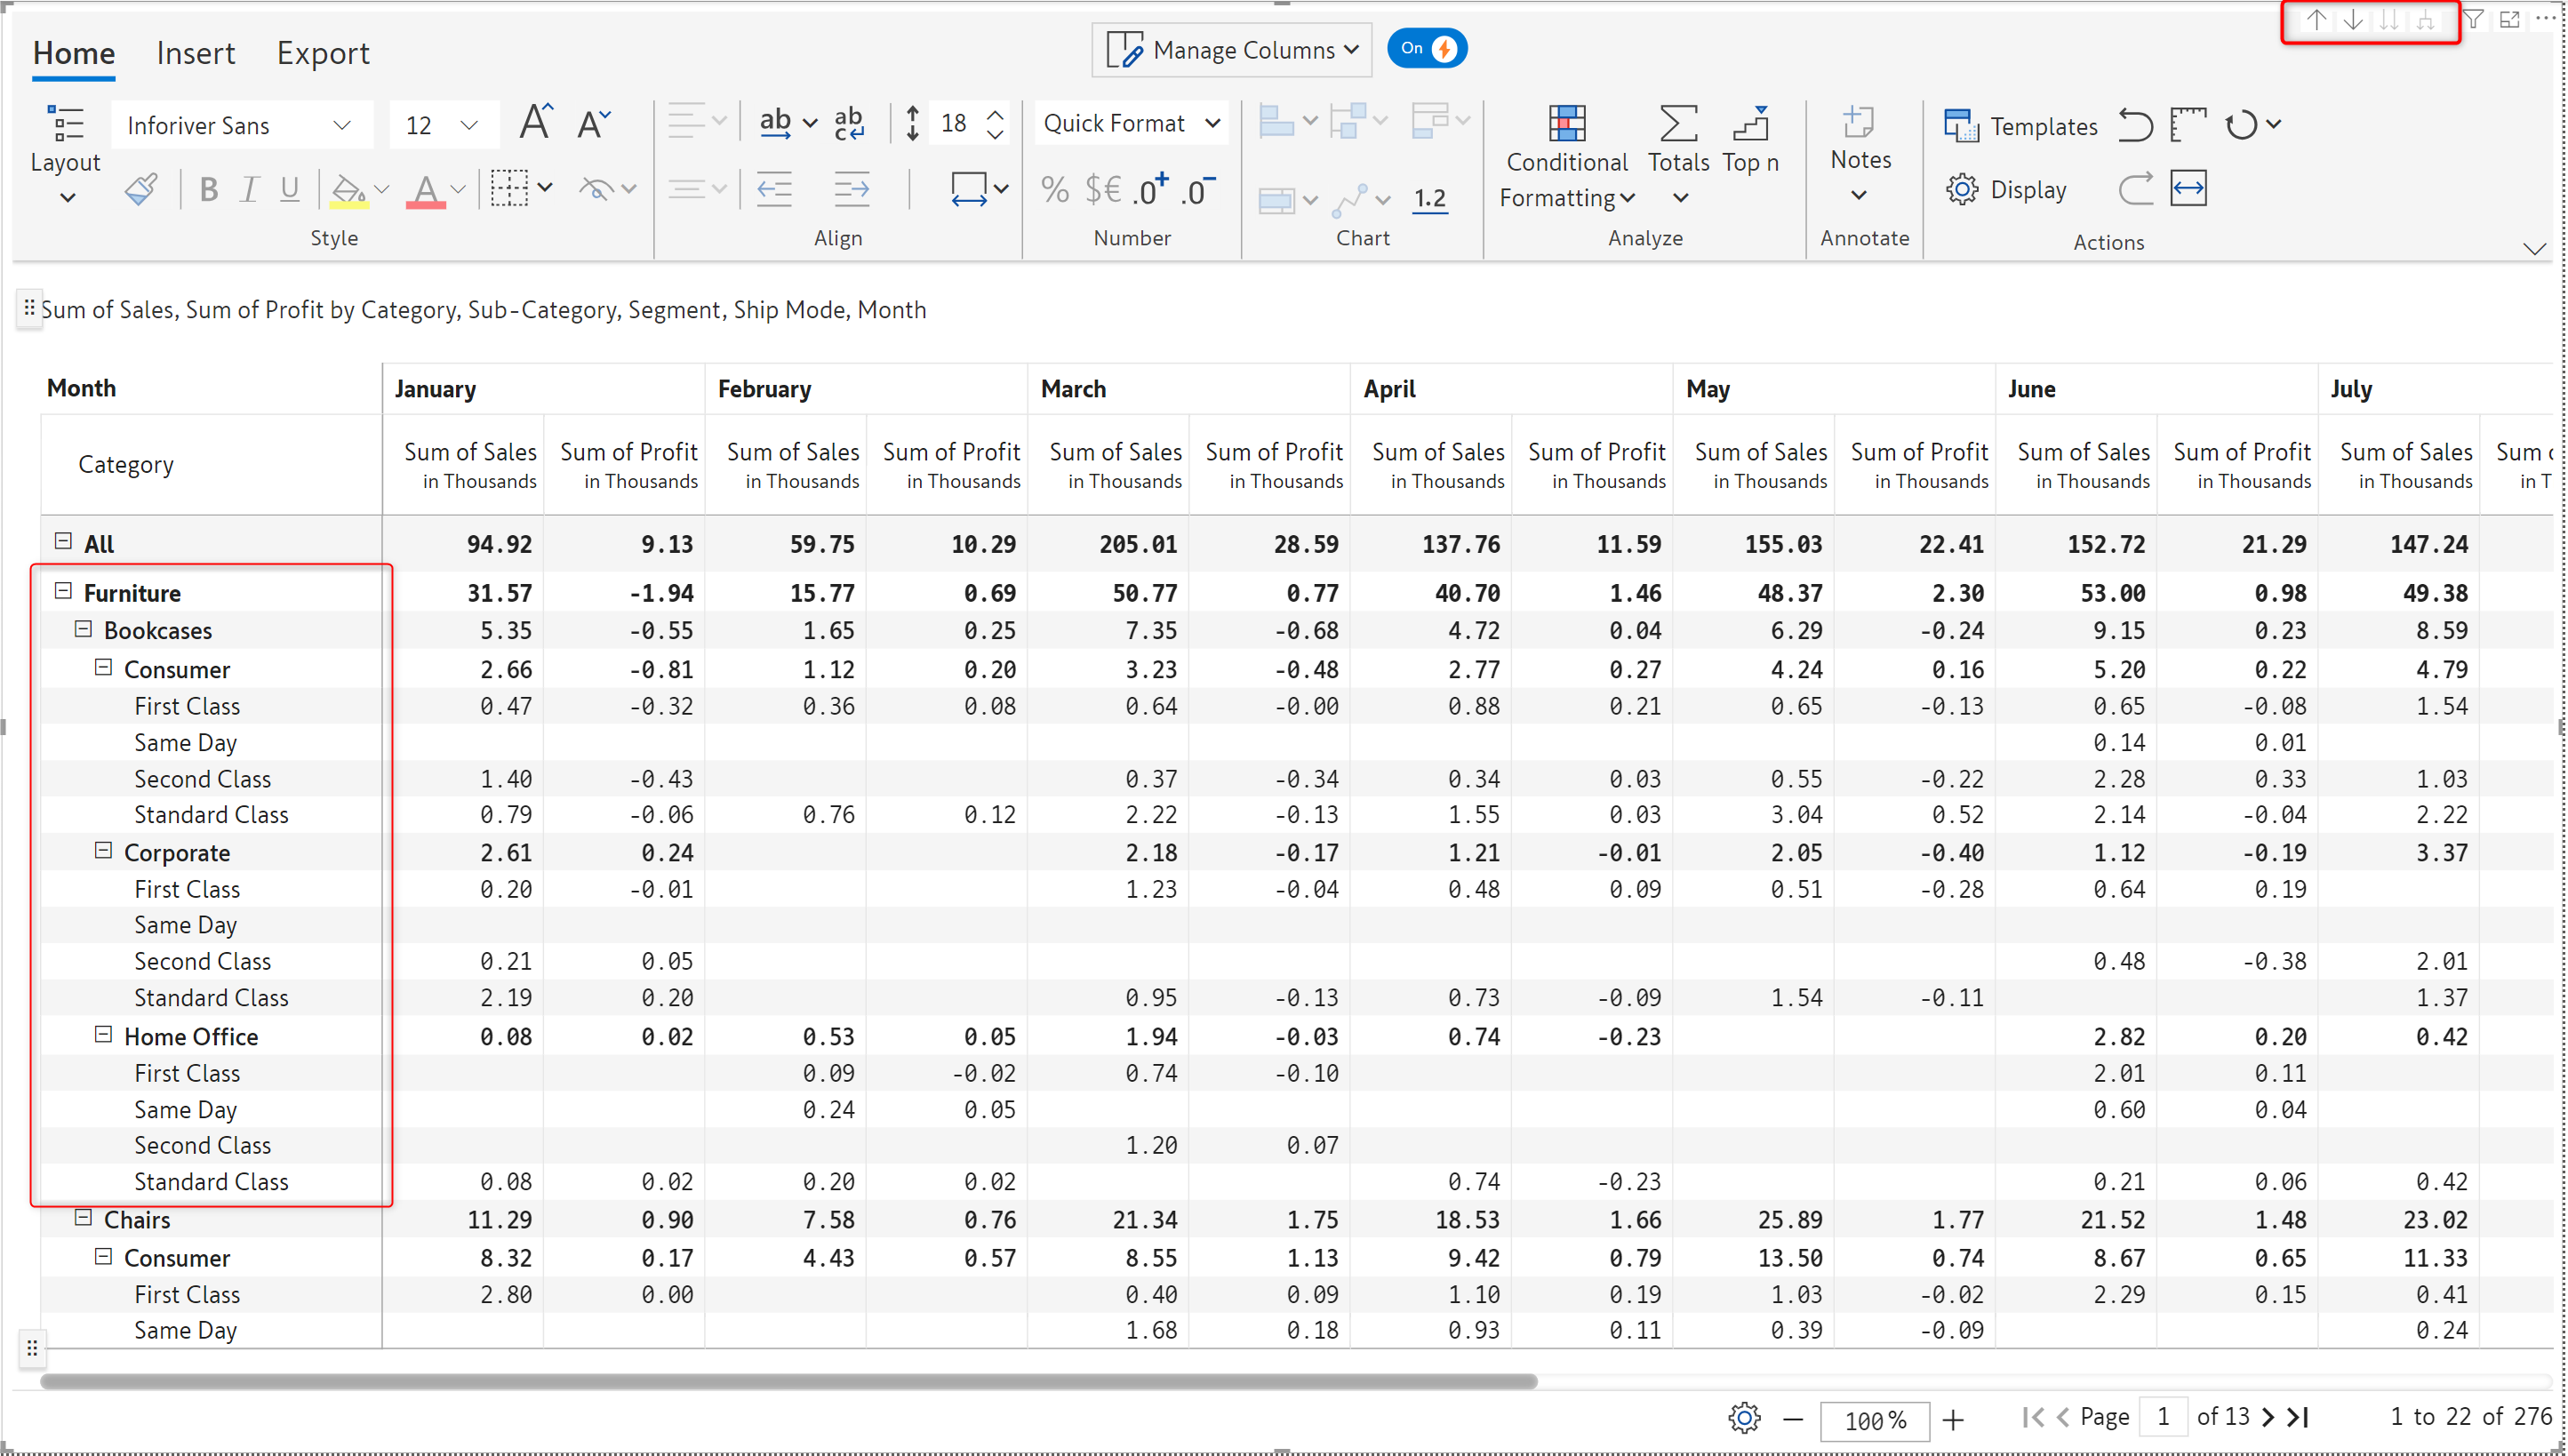 Home Insert Export Manage Columns On
Inforiver Sans 12 18 Quick Format
Layout Conditional Formatting Totals Top n Notes Templates
B I U A % $€ .0+ .0- 1.2 Display
Style Align Number Chart Analyze Annotate Actions
Sum of Sales, Sum of Profit by Category, Sub-Category, Segment, Ship Mode, Month
Month January February March April May June July
Category Sum of Sales Sum of Profit Sum of Sales Sum of Profit Sum of Sales Sum of Profit Sum of Sales Sum of Profit Sum of Sales Sum of Profit Sum of Sales Sum of Profit Sum of Sales Sum
in Thousands in Thousands in Thousands in Thousands in Thousands in Thousands in Thousands in Thousands in Thousands in Thousands in Thousands in Thousands in Thousands in T
All 94.92 9.13 59.75 10.29 205.01 28.59 137.76 11.59 155.03 22.41 152.72 21.29 147.24
Furniture 31.57 -1.94 15.77 0.69 50.77 0.77 40.70 1.46 48.37 2.30 53.00 0.98 49.38
Bookcases 5.35 -0.55 1.65 0.25 7.35 -0.68 4.72 0.04 6.29 -0.24 9.15 0.23 8.59
Consumer 2.66 -0.81 1.12 0.20 3.23 -0.48 2.77 0.27 4.24 0.16 5.20 0.22 4.79
First Class 0.47 -0.32 0.36 0.08 0.64 -0.00 0.88 0.21 0.65 -0.13 0.65 -0.08 1.54
Same Day 0.14 0.01
Second Class 1.40 -0.43 0.37 -0.34 0.34 0.03 0.55 -0.22 2.28 0.33 1.03
Standard Class 0.79 -0.06 0.76 0.12 2.22 -0.13 1.55 0.03 3.04 0.52 2.14 -0.04 2.22
Corporate 2.61 0.24 2.18 -0.17 1.21 -0.01 2.05 -0.40 1.12 -0.19 3.37
First Class 0.20 -0.01 1.23 -0.04 0.48 0.09 0.51 -0.28 0.64 0.19
Same Day
Second Class 0.21 0.05 0.48 -0.38 2.01
Standard Class 2.19 0.20 0.95 -0.13 0.73 -0.09 1.54 -0.11 1.37
Home Office 0.08 0.02 0.53 0.05 1.94 -0.03 0.74 -0.23 2.82 0.20 0.42
First Class 0.09 -0.02 0.74 -0.10 2.01 0.11
Same Day 0.24 0.05 0.60 0.04
Second Class 1.20 0.07
Standard Class 0.08 0.02 0.20 0.02 0.74 -0.23 0.21 0.06 0.42
Chairs 11.29 0.90 7.58 0.76 21.34 1.75 18.53 1.66 25.89 1.77 21.52 1.48 23.02
Consumer 8.32 0.17 4.43 0.57 8.55 1.13 9.42 0.79 13.50 0.74 8.67 0.65 11.33
First Class 2.80 0.00 0.40 0.09 1.10 0.19 1.03 -0.02 2.29 0.15 0.41
Same Day 1.68 0.18 0.93 0.11 0.39 -0.09 0.24
100% Page 1 of 13 1 to 22 of 276